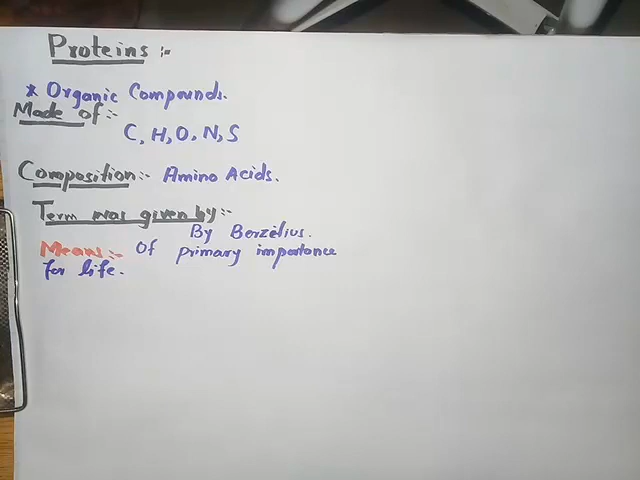 Proteins :-
* Organic Compounds.
Made of :-
C, H, O, N, S
Composition :- Amino Acids.
Term was given by :-
By Berzelius.
Means :- Of primary importance
for life.